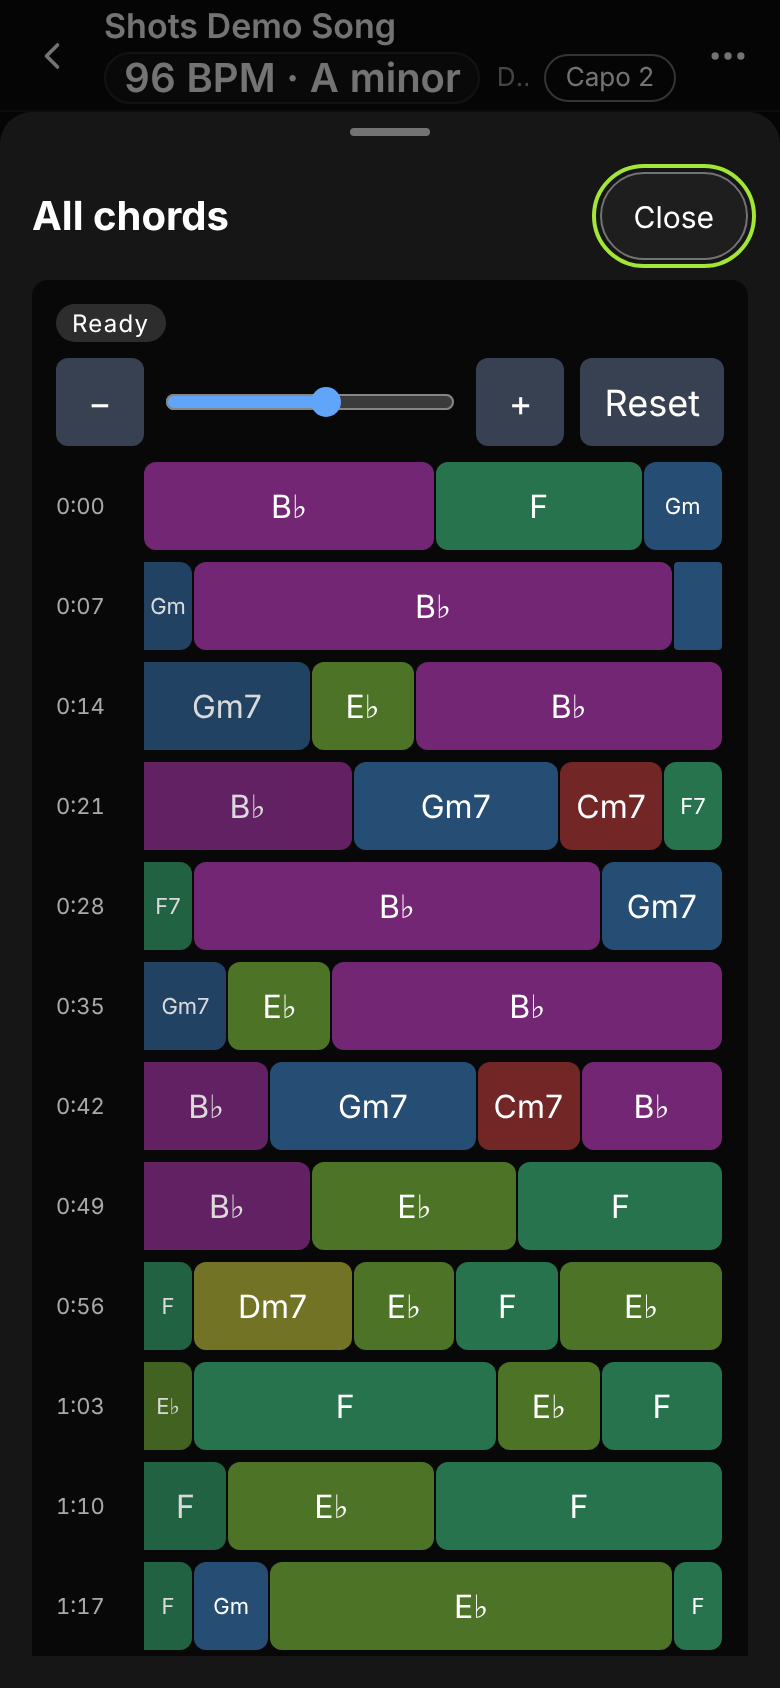 Shots Demo Song
96 BPM · A minor D.. Capo 2
All chords
Close
Ready
− + Reset
0:00 B♭ F Gm
0:07 Gm B♭
0:14 Gm7 E♭ B♭
0:21 B♭ Gm7 Cm7 F7
0:28 F7 B♭ Gm7
0:35 Gm7 E♭ B♭
0:42 B♭ Gm7 Cm7 B♭
0:49 B♭ E♭ F
0:56 F Dm7 E♭ F E♭
1:03 E♭ F E♭ F
1:10 F E♭ F
1:17 F Gm E♭ F